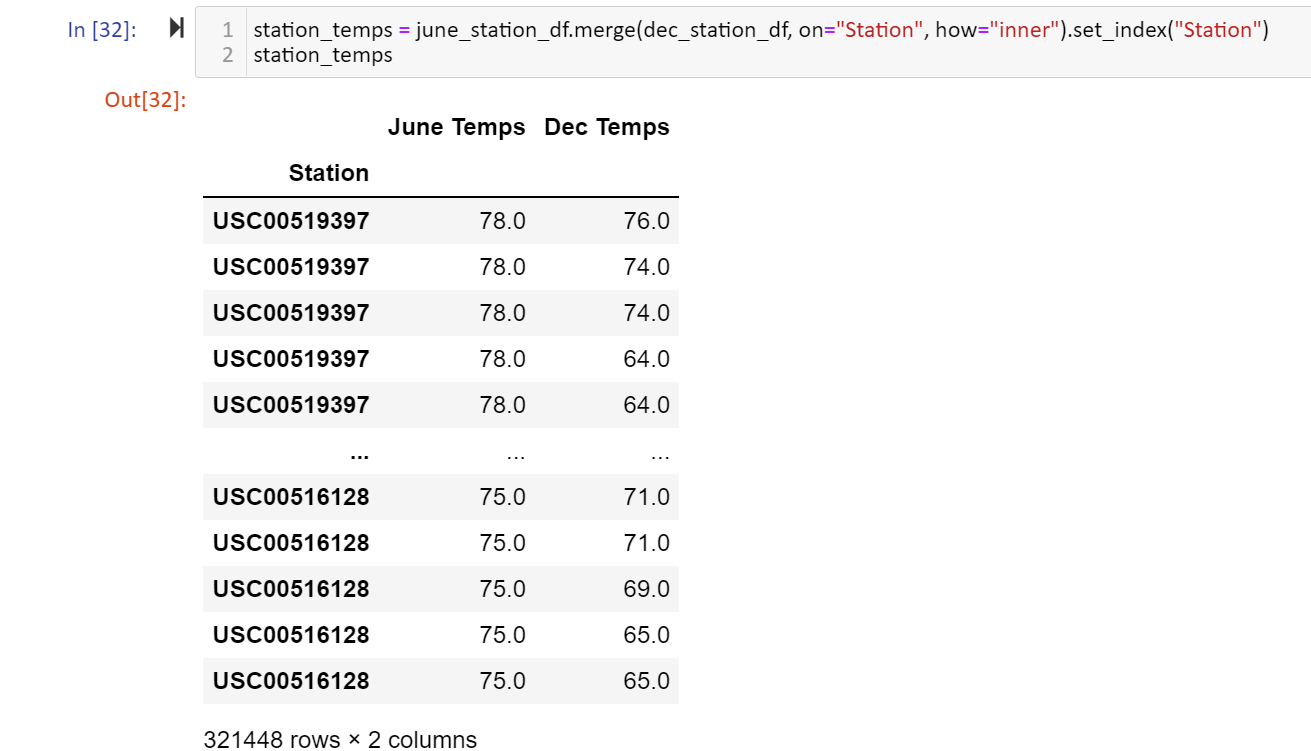 In [32]:
1 station_temps = june_station_df.merge(dec_station_df, on="Station", how="inner").set_index("Station")
2 station_temps
Out[32]:
June Temps Dec Temps
Station
USC00519397 78.0 76.0
USC00519397 78.0 74.0
USC00519397 78.0 74.0
USC00519397 78.0 64.0
USC00519397 78.0 64.0
... ... ...
USC00516128 75.0 71.0
USC00516128 75.0 71.0
USC00516128 75.0 69.0
USC00516128 75.0 65.0
USC00516128 75.0 65.0
321448 rows × 2 columns